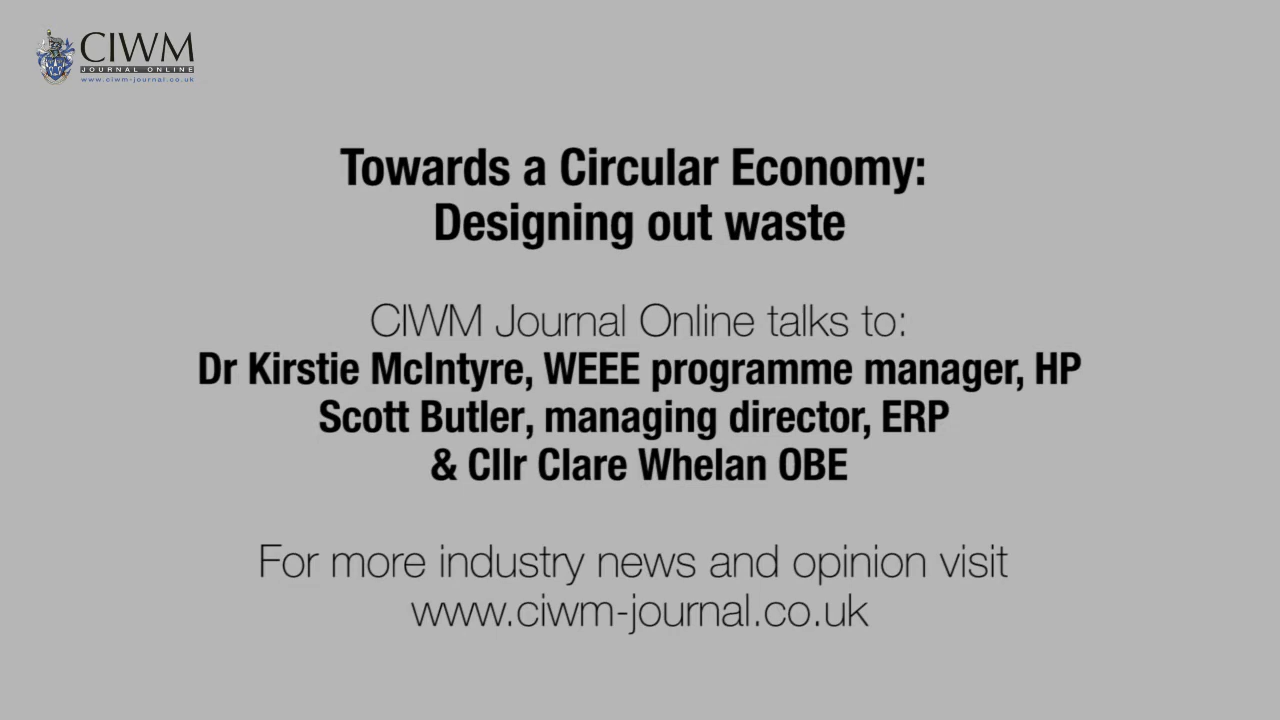 CIWM
JOURNAL ONLINE
www.ciwm-journal.co.uk
Towards a Circular Economy:
Designing out waste
CIWM Journal Online talks to:
Dr Kirstie McIntyre, WEEE programme manager, HP
Scott Butler, managing director, ERP
& Cllr Clare Whelan OBE
For more industry news and opinion visit
www.ciwm-journal.co.uk